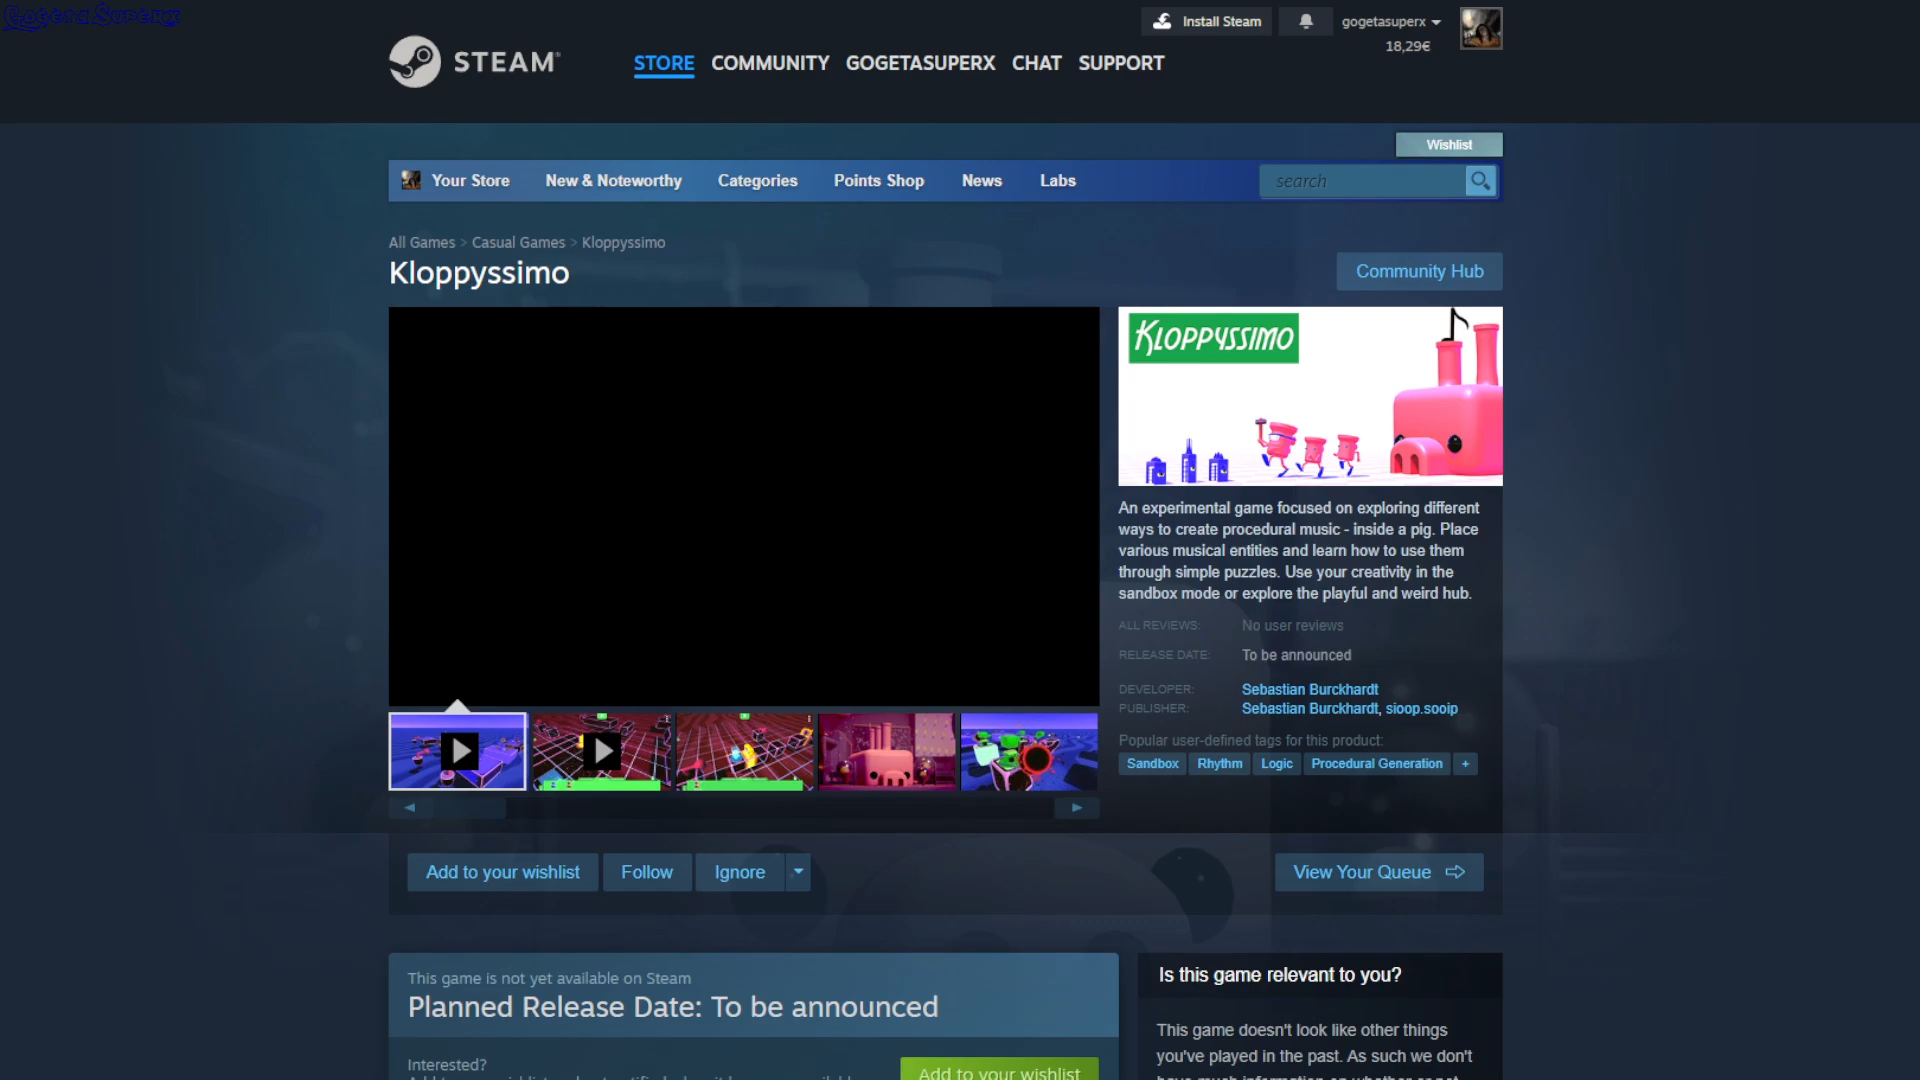 Gogeta Superx
Install Steam
gogetasuperx
18,29€
STEAM®
STORE COMMUNITY GOGETASUPERX CHAT SUPPORT
Wishlist
Your Store New & Noteworthy Categories Points Shop News Labs
search
All Games > Casual Games > Kloppyssimo
Kloppyssimo
Community Hub
KLOPPYSSIMO
An experimental game focused on exploring different
ways to create procedural music - inside a pig. Place
various musical entities and learn how to use them
through simple puzzles. Use your creativity in the
sandbox mode or explore the playful and weird hub.
ALL REVIEWS: No user reviews
RELEASE DATE: To be announced
DEVELOPER: Sebastian Burckhardt
PUBLISHER: Sebastian Burckhardt, sioop.sooip
Popular user-defined tags for this product:
Sandbox Rhythm Logic Procedural Generation +
Add to your wishlist Follow Ignore
View Your Queue
This game is not yet available on Steam
Planned Release Date: To be announced
Interested?
Add to your wishlist
Is this game relevant to you?
This game doesn't look like other things
you've played in the past. As such we don't